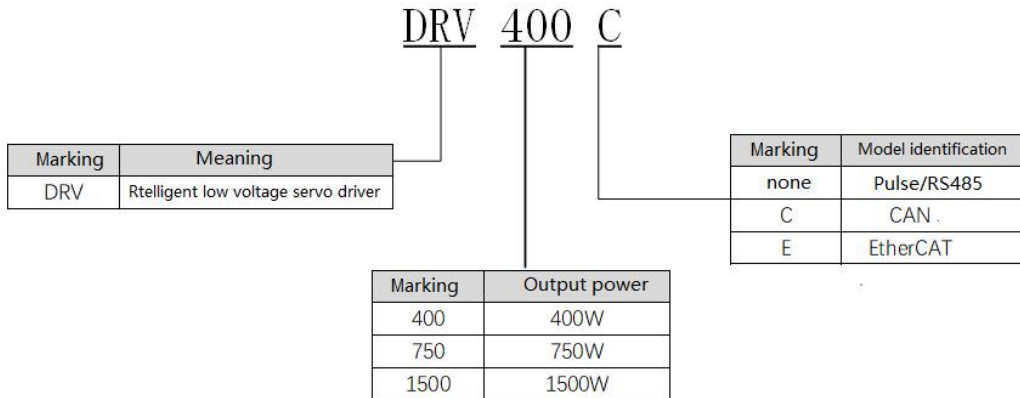 DRV 400 C
Marking Meaning
DRV Rtelligent low voltage servo driver
Marking Model identification
none Pulse/RS485
C CAN .
E EtherCAT
Marking Output power
400 400W
750 750W
1500 1500W